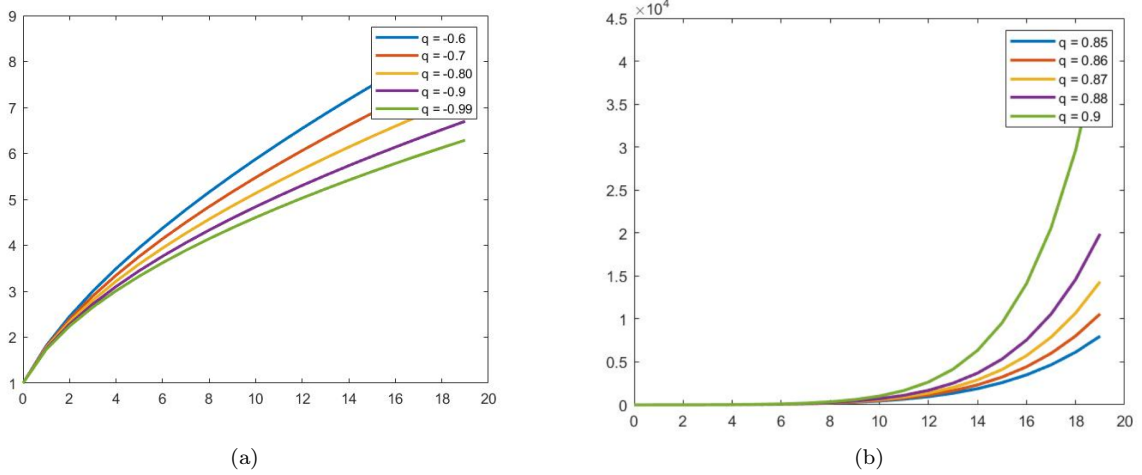 9
8
7
6
5
4
3
2
1
0 2 4 6 8 10 12 14 16 18 20
q = -0.6
q = -0.7
q = -0.80
q = -0.9
q = -0.99
(a)
×10⁴
4.5
4
3.5
3
2.5
2
1.5
1
0.5
0
0 2 4 6 8 10 12 14 16 18 20
q = 0.85
q = 0.86
q = 0.87
q = 0.88
q = 0.9
(b)